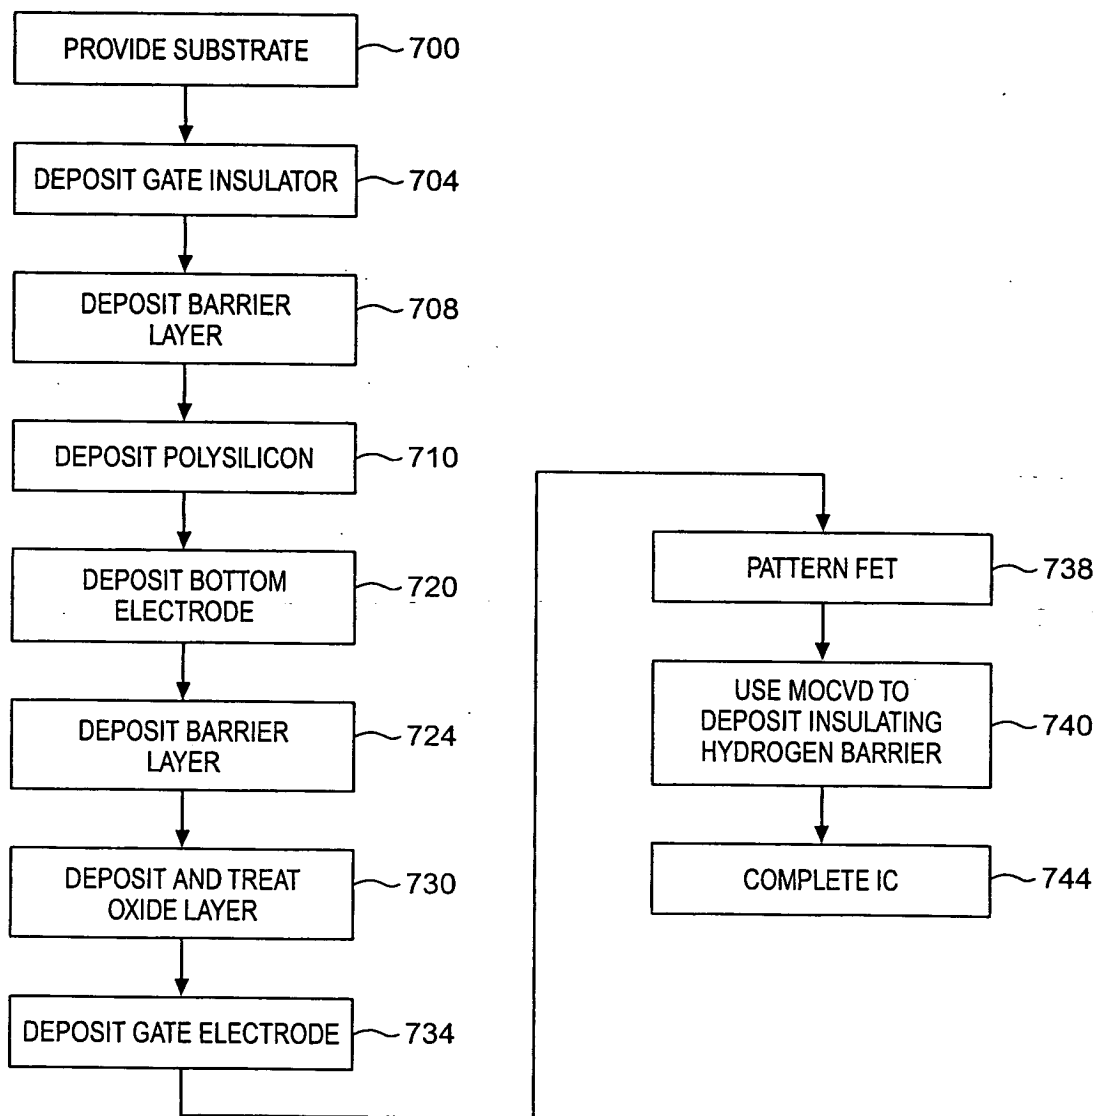 PROVIDE SUBSTRATE
700
DEPOSIT GATE INSULATOR
704
DEPOSIT BARRIER
LAYER
708
DEPOSIT POLYSILICON
710
DEPOSIT BOTTOM
ELECTRODE
720
DEPOSIT BARRIER
LAYER
724
DEPOSIT AND TREAT
OXIDE LAYER
730
DEPOSIT GATE ELECTRODE
734
PATTERN FET
738
USE MOCVD TO
DEPOSIT INSULATING
HYDROGEN BARRIER
740
COMPLETE IC
744